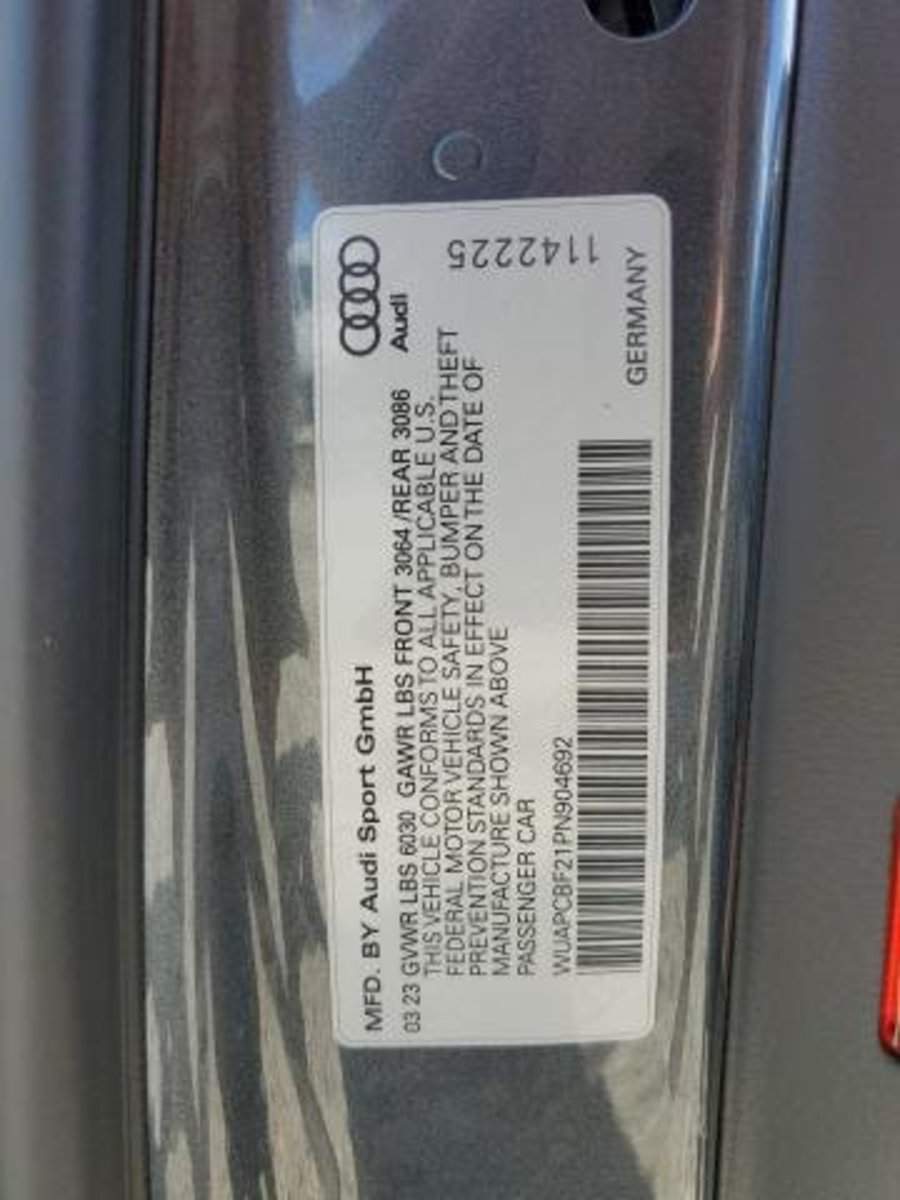 MFD. BY Audi Sport GmbH
Audi
03 23 GVWR LBS 6030 GAWR LBS FRONT 3064 /REAR 3086
THIS VEHICLE CONFORMS TO ALL APPLICABLE U.S.
FEDERAL MOTOR VEHICLE SAFETY, BUMPER AND THEFT
PREVENTION STANDARDS IN EFFECT ON THE DATE OF
MANUFACTURE SHOWN ABOVE
PASSENGER CAR
1142225
WUAPCBF21PN904692
GERMANY